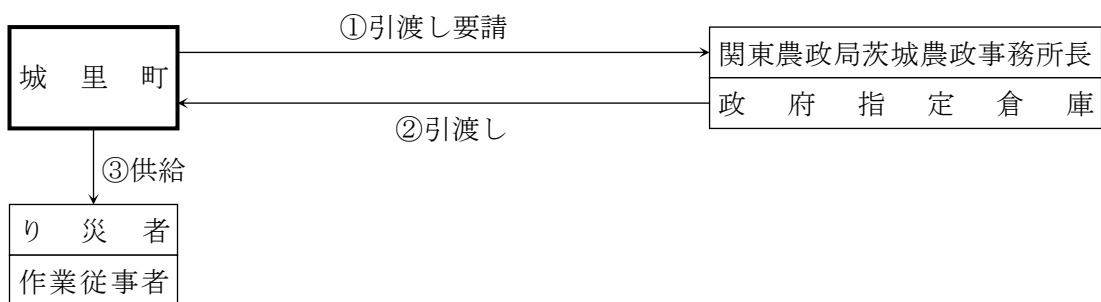 ①引渡し要請
城里町
関東農政局茨城農政事務所長
政府指定倉庫
②引渡し
③供給
り災者
作業従事者